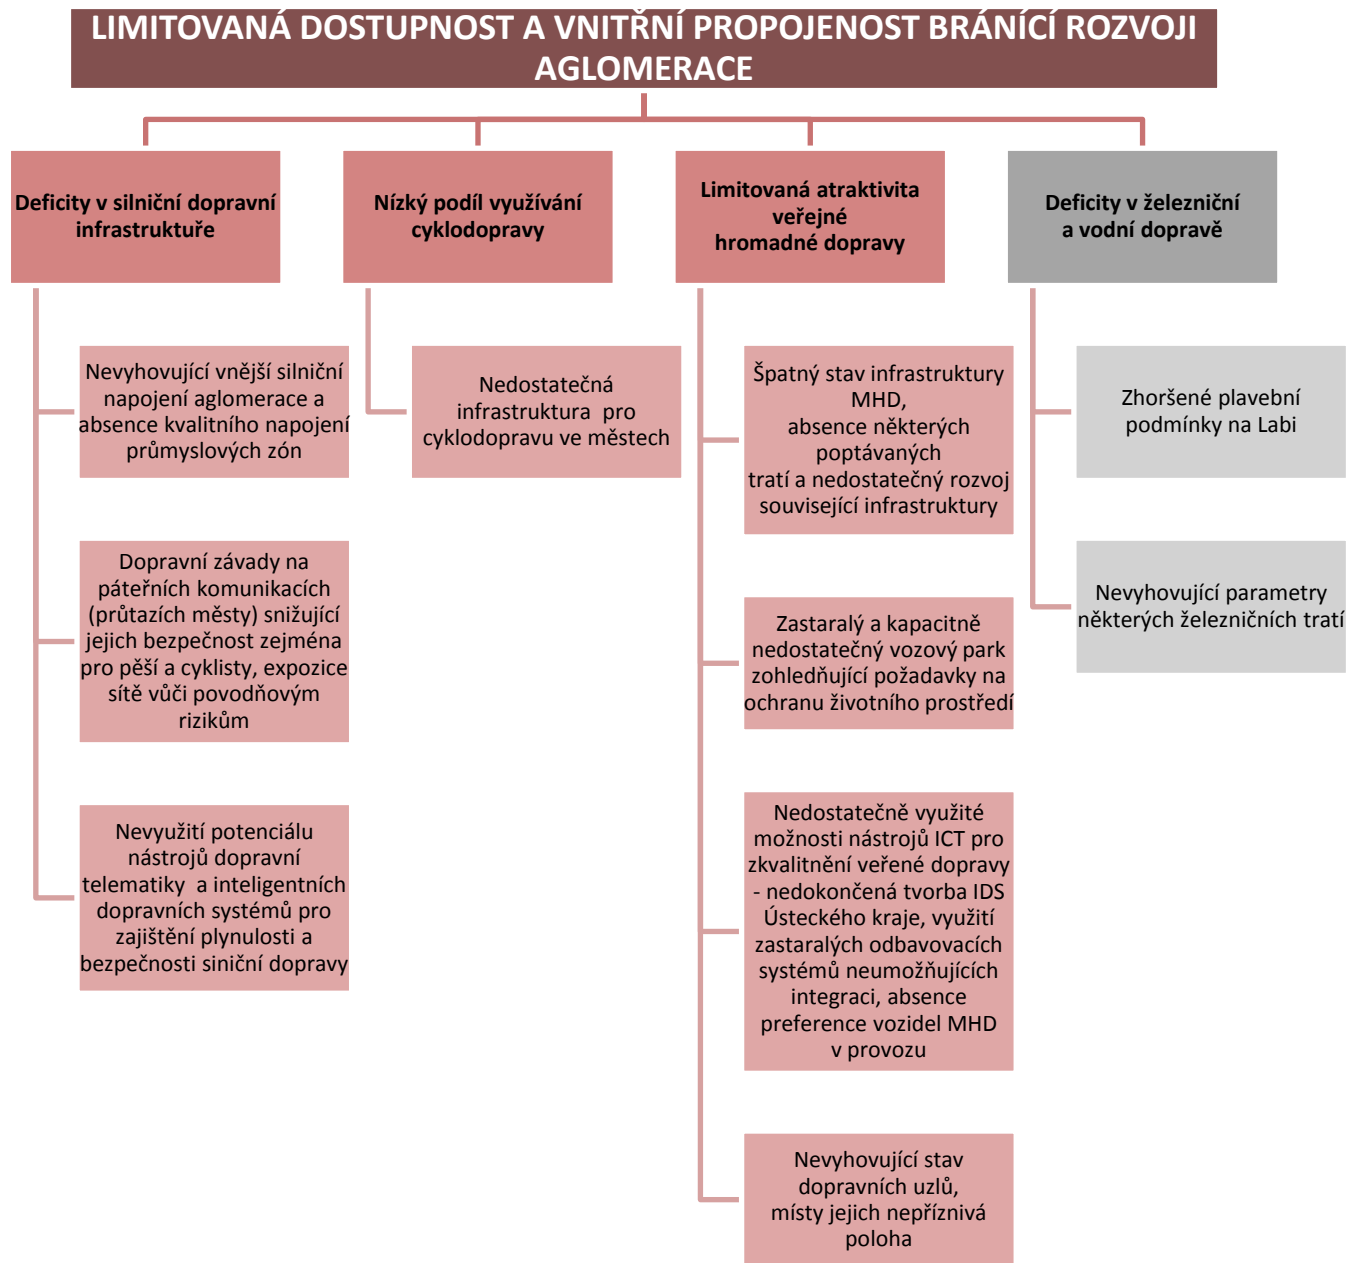 LIMITOVANÁ DOSTUPNOST A VNITŘNÍ PROPOJENOST BRÁNÍCÍ ROZVOJI
AGLOMERACE
Deficity v silniční dopravní
infrastruktuře
Nevyhovující vnější silniční
napojení aglomerace a
absence kvalitního napojení
průmyslových zón
Dopravní závady na
páteřních komunikacích
(průtazích městy) snižující
jejich bezpečnost zejména
pro pěší a cyklisty, expozice
sítě vůči povodňovým
rizikům
Nevyužití potenciálu
nástrojů dopravní
telematiky a inteligentních
dopravních systémů pro
zajištění plynulosti a
bezpečnosti siniční dopravy
Nízký podíl využívání
cyklodopravy
Nedostatečná
infrastruktura pro
cyklodopravu ve městech
Limitovaná atraktivita
veřejné
hromadné dopravy
Špatný stav infrastruktury
MHD,
absence některých
poptávaných
tratí a nedostatečný rozvoj
související infrastruktury
Zastaralý a kapacitně
nedostatečný vozový park
zohledňující požadavky na
ochranu životního prostředí
Nedostatečně využité
možnosti nástrojů ICT pro
zkvalitnění veřené dopravy
- nedokončená tvorba IDS
Ústeckého kraje, využití
zastaralých odbavovacích
systémů neumožňujících
integraci, absence
preference vozidel MHD
v provozu
Nevyhovující stav
dopravních uzlů,
místy jejich nepříznivá
poloha
Deficity v železniční
a vodní dopravě
Zhoršené plavební
podmínky na Labi
Nevyhovující parametry
některých železničních tratí